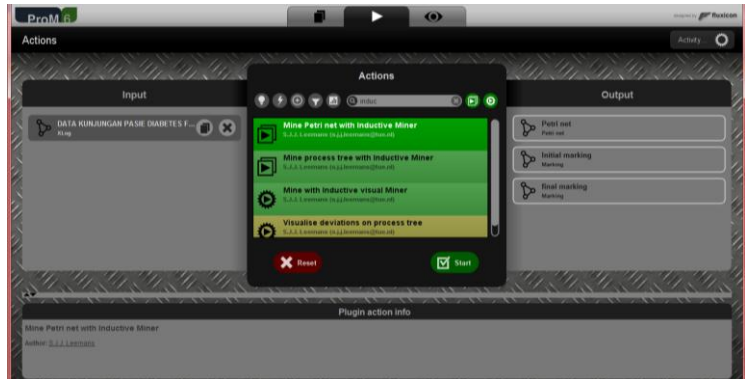 ProM 6
fluxicon
Actions
Activity...
Input
DATA KUNJUNGAN PASIE DIABETES F...
XLog
Actions
induc
Mine Petri net with Inductive Miner
S.J.J. Leemans (s.j.j.leemans@tue.nl)
Mine process tree with Inductive Miner
S.J.J. Leemans (s.j.j.leemans@tue.nl)
Mine with Inductive visual Miner
S.J.J. Leemans (s.j.j.leemans@tue.nl)
Visualise deviations on process tree
S.J.J. Leemans (s.j.j.leemans@tue.nl)
Reset
Start
Output
Petri net
Petri net
Initial marking
Marking
final marking
Marking
Plugin action info
Mine Petri net with Inductive Miner
Author: S.J.J. Leemans